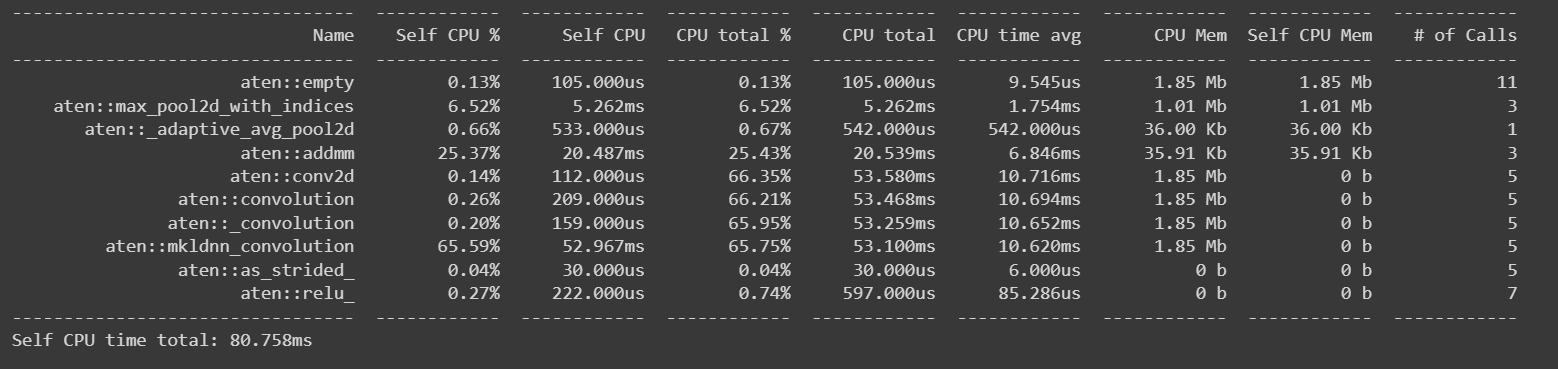 ---------------------------------  ------------  ------------  ------------  ------------  ------------  ------------  ------------  ------------
                             Name    Self CPU %      Self CPU   CPU total %     CPU total  CPU time avg       CPU Mem  Self CPU Mem    # of Calls
---------------------------------  ------------  ------------  ------------  ------------  ------------  ------------  ------------  ------------
                      aten::empty         0.13%     105.000us         0.13%     105.000us       9.545us       1.85 Mb       1.85 Mb            11
    aten::max_pool2d_with_indices         6.52%       5.262ms         6.52%       5.262ms       1.754ms       1.01 Mb       1.01 Mb             3
       aten::_adaptive_avg_pool2d         0.66%     533.000us         0.67%     542.000us     542.000us      36.00 Kb      36.00 Kb             1
                      aten::addmm        25.37%      20.487ms        25.43%      20.539ms       6.846ms      35.91 Kb      35.91 Kb             3
                     aten::conv2d         0.14%     112.000us        66.35%      53.580ms      10.716ms       1.85 Mb           0 b             5
                aten::convolution         0.26%     209.000us        66.21%      53.468ms      10.694ms       1.85 Mb           0 b             5
               aten::_convolution         0.20%     159.000us        65.95%      53.259ms      10.652ms       1.85 Mb           0 b             5
         aten::mkldnn_convolution        65.59%      52.967ms        65.75%      53.100ms      10.620ms       1.85 Mb           0 b             5
                aten::as_strided_         0.04%      30.000us         0.04%      30.000us       6.000us           0 b           0 b             5
                      aten::relu_         0.27%     222.000us         0.74%     597.000us      85.286us           0 b           0 b             7
---------------------------------  ------------  ------------  ------------  ------------  ------------  ------------  ------------  ------------
Self CPU time total: 80.758ms